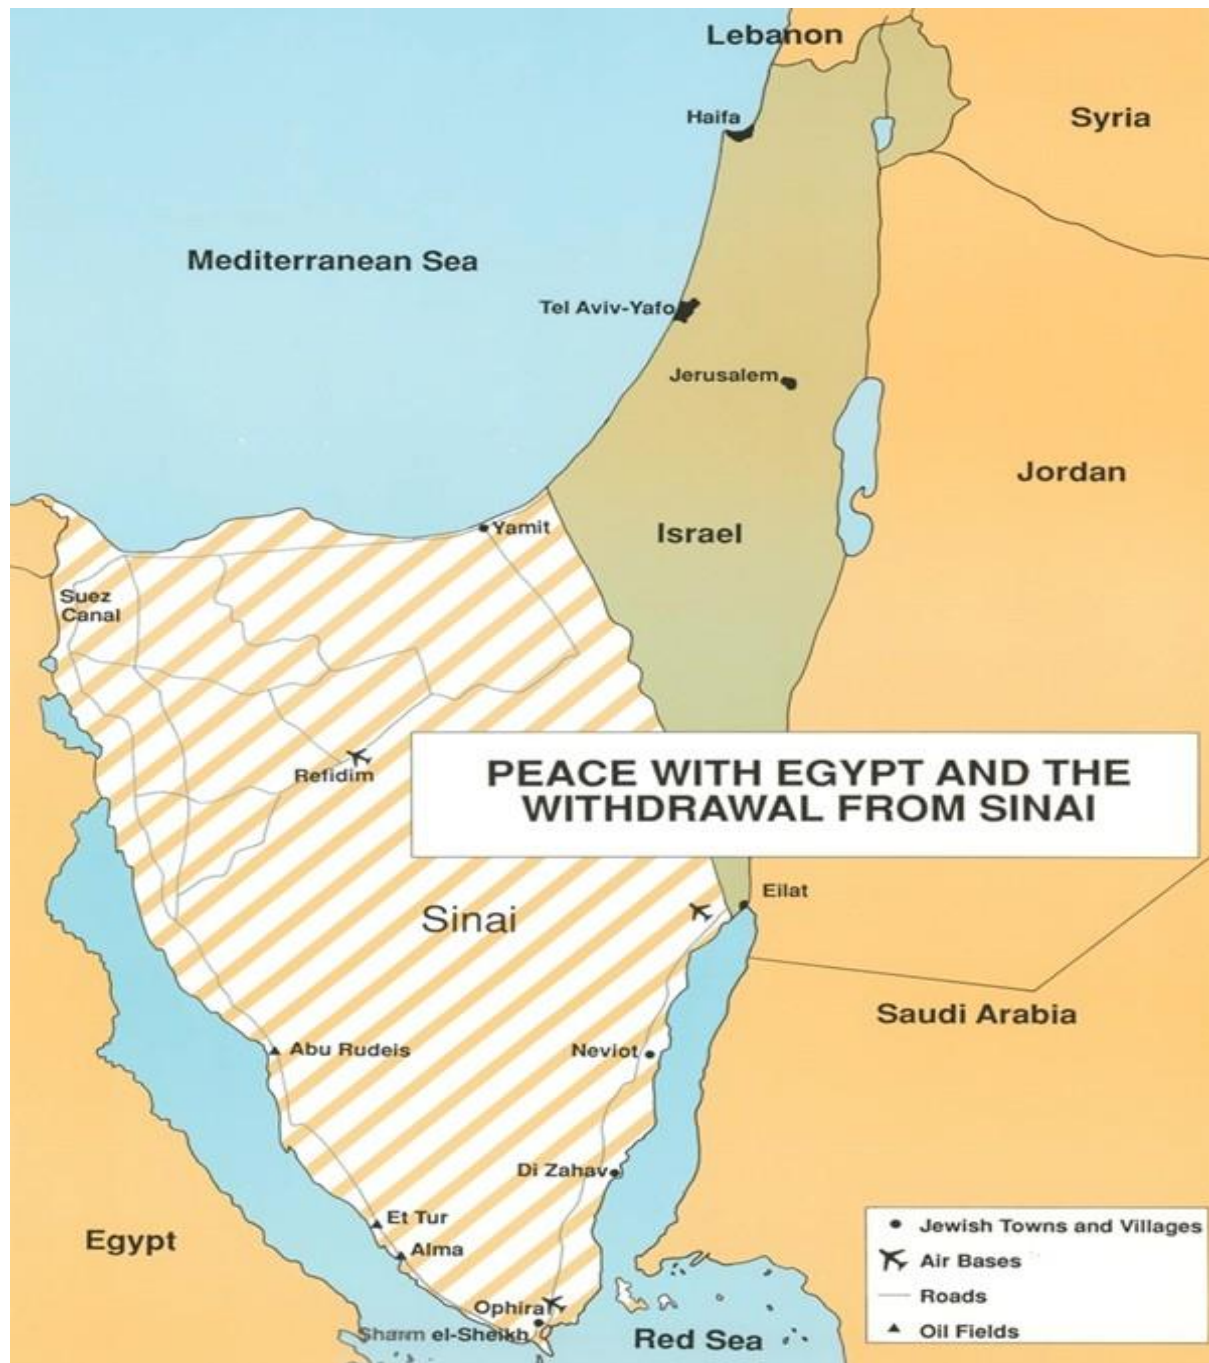 Lebanon
Syria
Haifa
Mediterranean Sea
Tel Aviv-Yafo
Jerusalem
Jordan
Israel
Yamit
Suez
Canal
Refidim
PEACE WITH EGYPT AND THE
WITHDRAWAL FROM SINAI
Eilat
Sinai
Saudi Arabia
Abu Rudeis
Neviot
Di Zahav
Et Tur
Alma
Egypt
Ophira
Sharm el-Sheikh
Red Sea
Jewish Towns and Villages
Air Bases
Roads
Oil Fields